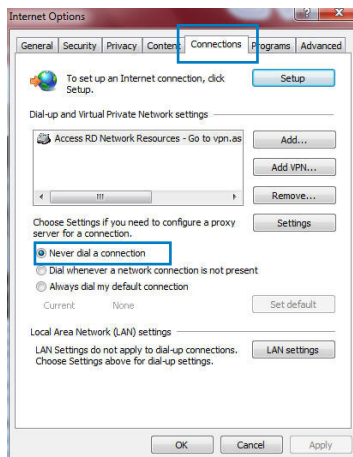 Internet Options
General Security Privacy Content Connections Programs Advanced
To set up an Internet connection, click
Setup.
Setup
Dial-up and Virtual Private Network settings
Access RD Network Resources - Go to vpn.as
Add...
Add VPN...
Remove...
Choose Settings if you need to configure a proxy
server for a connection.
Settings
Never dial a connection
Dial whenever a network connection is not present
Always dial my default connection
Current None
Set default
Local Area Network (LAN) settings
LAN Settings do not apply to dial-up connections.
Choose Settings above for dial-up settings.
LAN settings
OK Cancel Apply